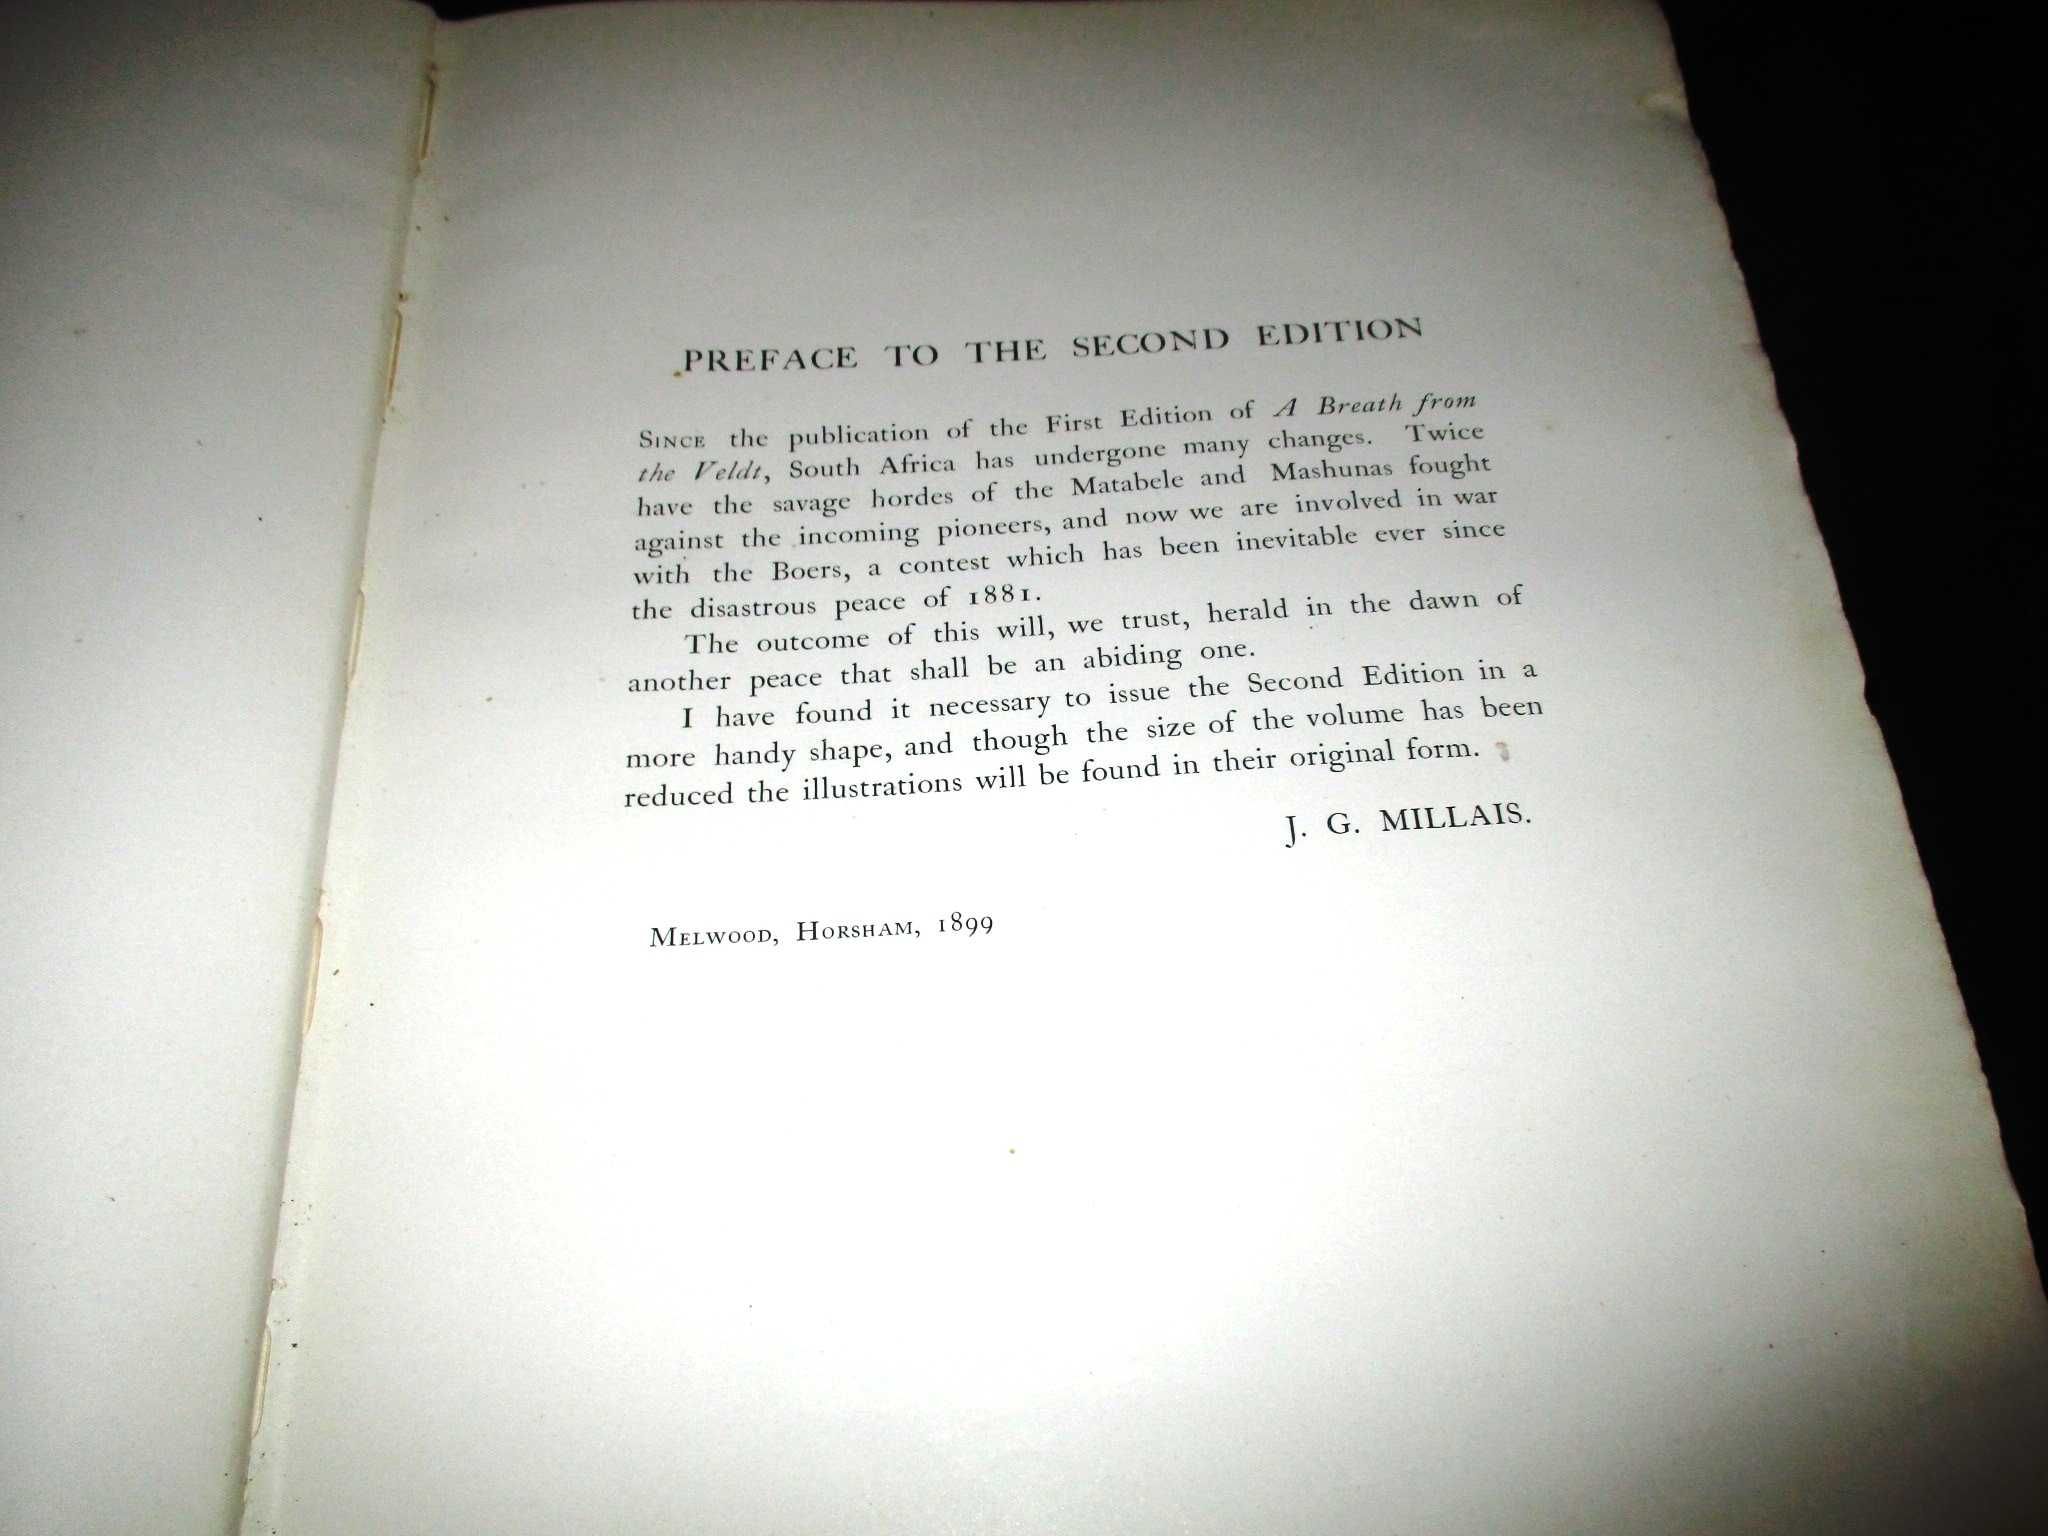 PREFACE TO THE SECOND EDITION
Since the publication of the First Edition of A Breath from
the Veldt, South Africa has undergone many changes. Twice
have the savage hordes of the Matabele and Mashunas fought
against the incoming pioneers, and now we are involved in war
with the Boers, a contest which has been inevitable ever since
the disastrous peace of 1881.
The outcome of this will, we trust, herald in the dawn of
another peace that shall be an abiding one.
I have found it necessary to issue the Second Edition in a
more handy shape, and though the size of the volume has been
reduced the illustrations will be found in their original form.
J. G. MILLAIS.
Melwood, Horsham, 1899